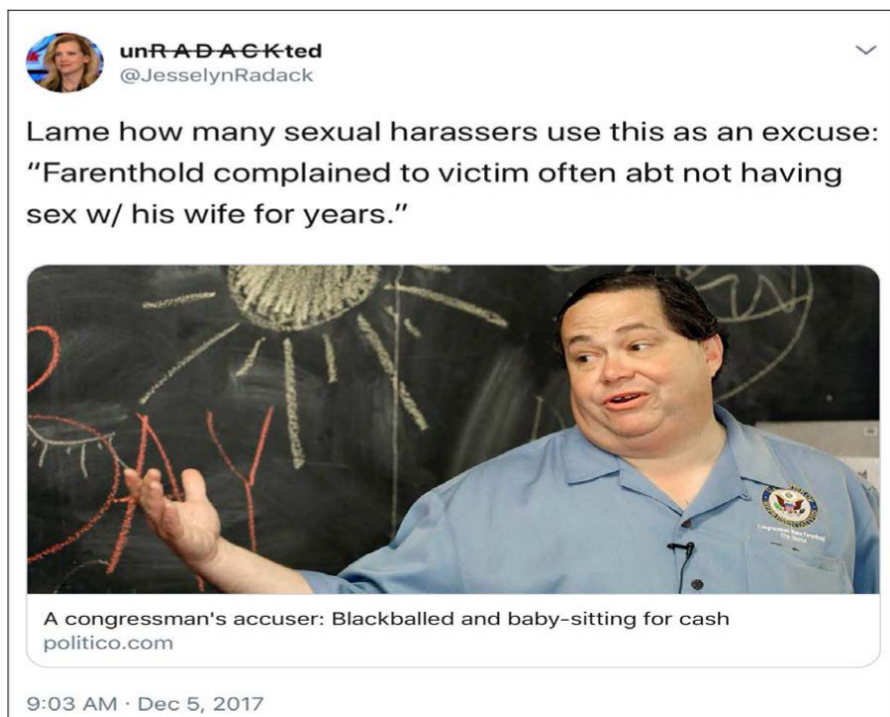 unRADACKted
@JesselynRadack
Lame how many sexual harassers use this as an excuse:
“Farenthold complained to victim often abt not having
sex w/ his wife for years.”
A congressman's accuser: Blackballed and baby-sitting for cash
politico.com
9:03 AM · Dec 5, 2017